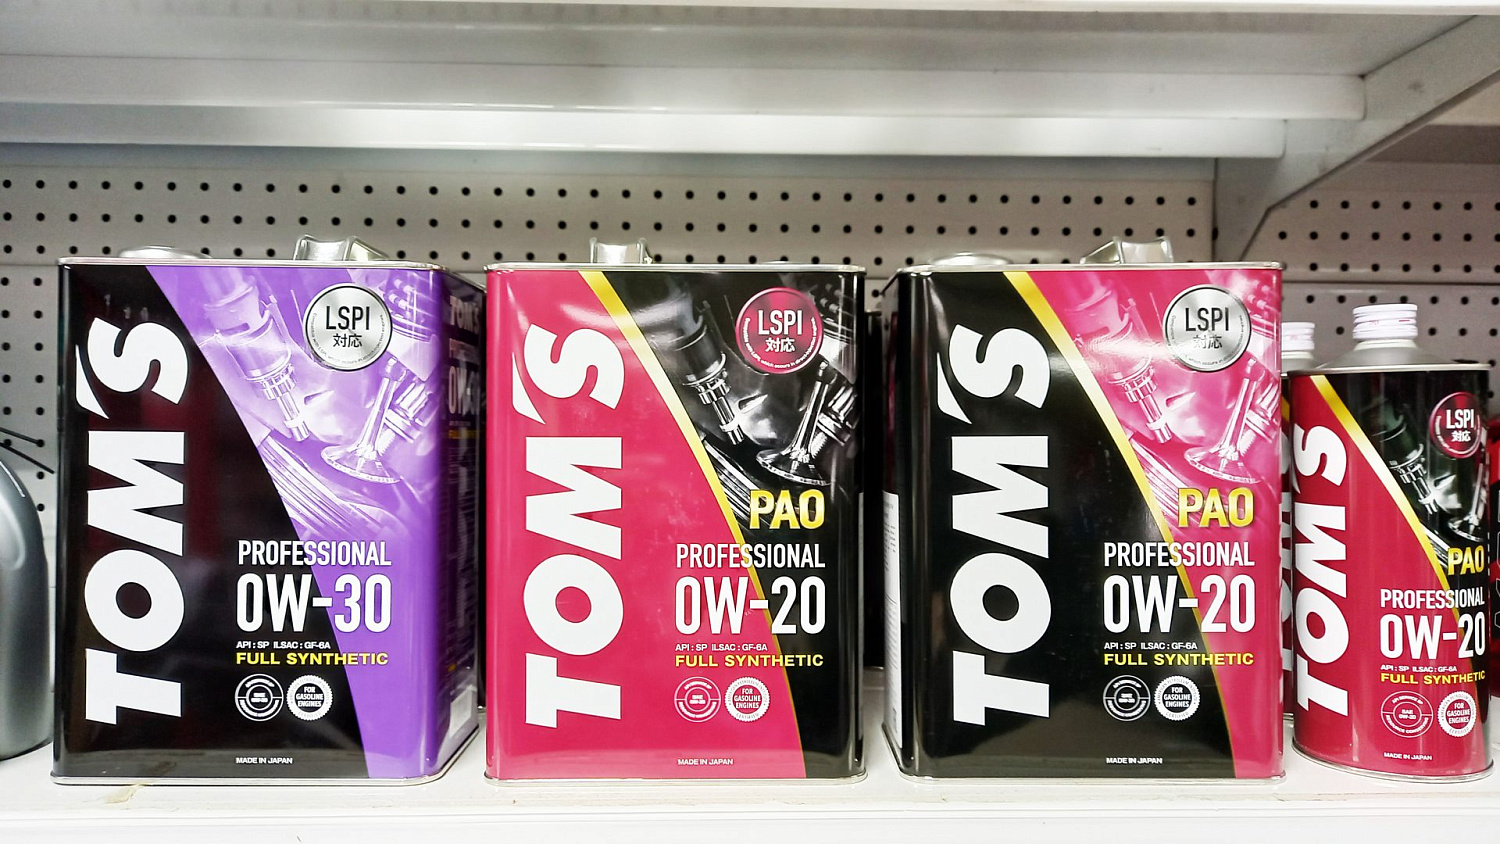 TOM'S
LSPI
対応
PROFESSIONAL
0W-30
API : SP ILSAC : GF-6A
FULL SYNTHETIC
FOR
GASOLINE
ENGINES
MADE IN JAPAN
TOM'S
LSPI
対応
PAO
PROFESSIONAL
0W-20
API : SP ILSAC : GF-6A
FULL SYNTHETIC
FOR
GASOLINE
ENGINES
MADE IN JAPAN
TOM'S
LSPI
対応
PAO
PROFESSIONAL
0W-20
API : SP ILSAC : GF-6A
FULL SYNTHETIC
FOR
GASOLINE
ENGINES
MADE IN JAPAN
TOM'S
LSPI
対応
PAO
PROFESSIONAL
0W-20
API : SP ILSAC : GF-6A
FULL SYNTHETIC
SAE
0W-20
FOR
GASOLINE
ENGINES
MADE IN JAPAN